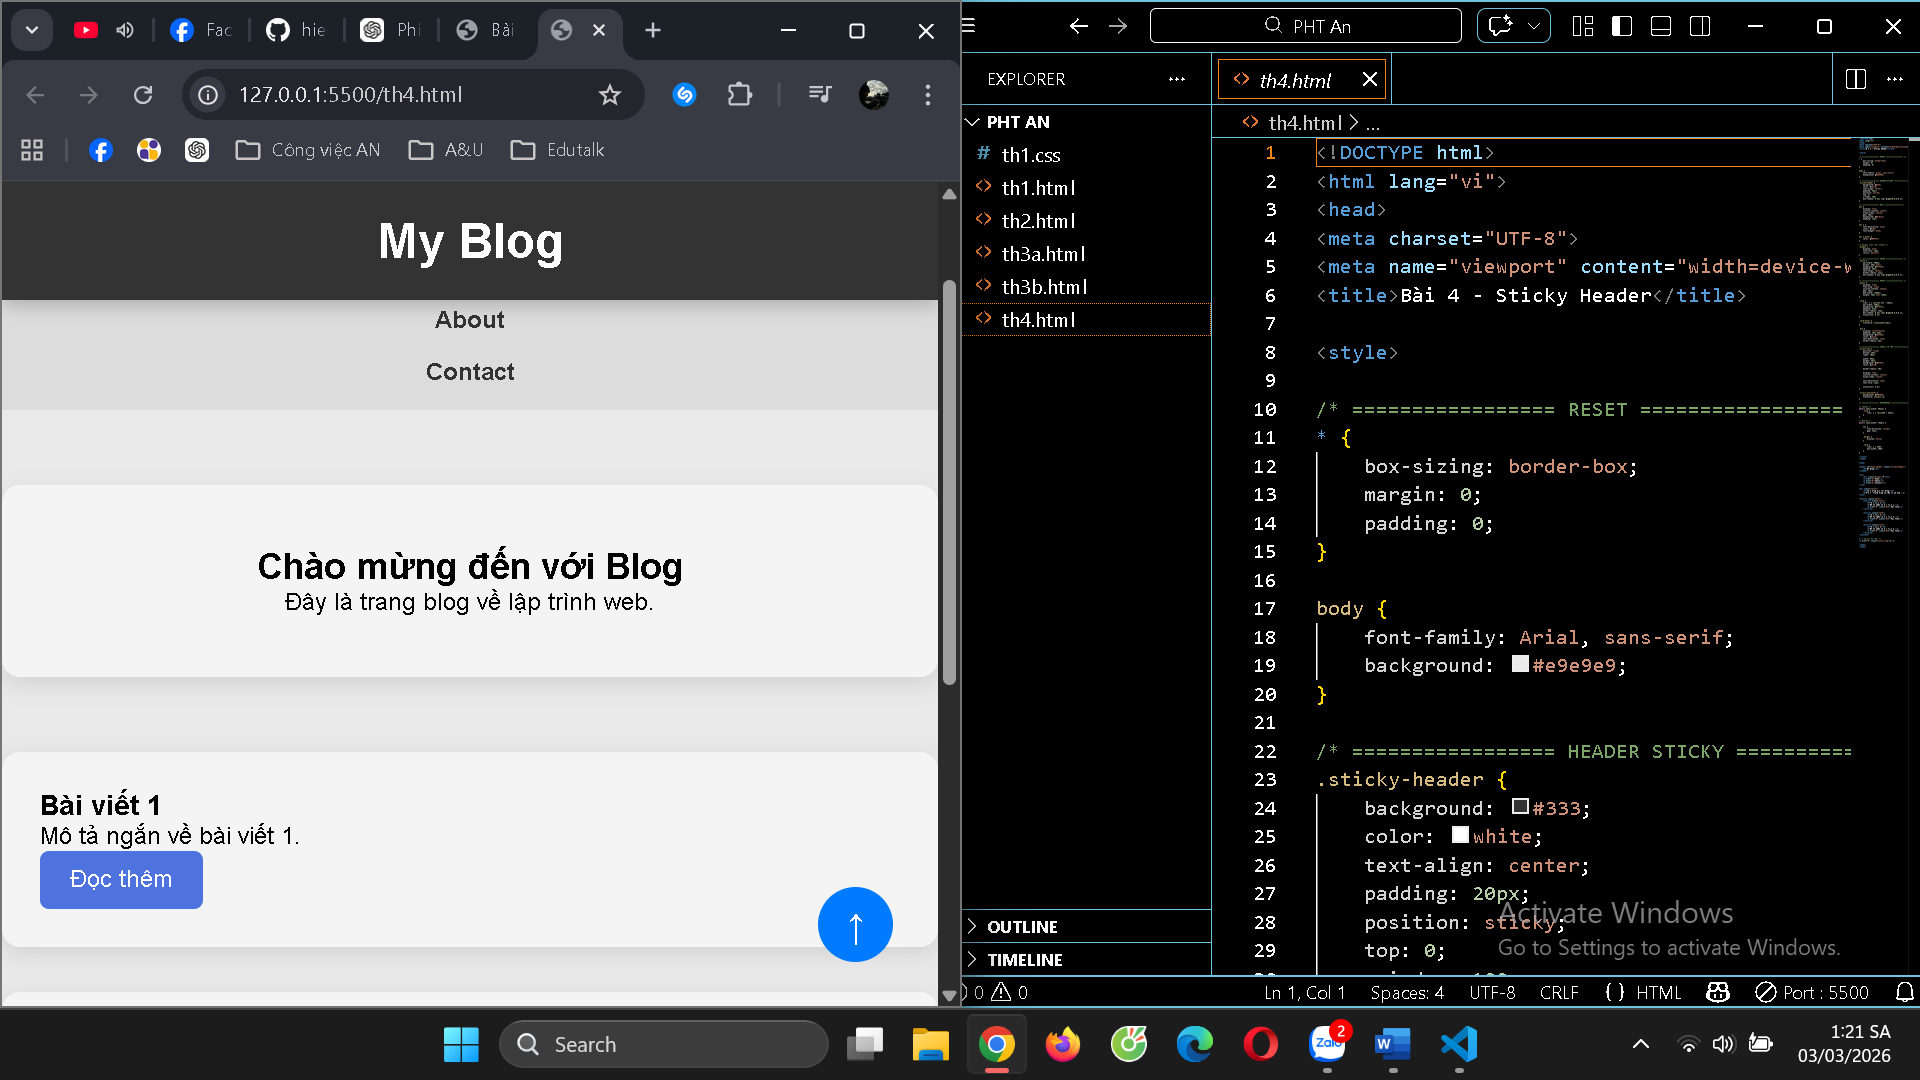 Fac
hie
Phi
Bài
127.0.0.1:5500/th4.html
Công việc AN
A&U
Edutalk
My Blog
About
Contact
Chào mừng đến với Blog
Đây là trang blog về lập trình web.
Bài viết 1
Mô tả ngắn về bài viết 1.
Đọc thêm
↑
PHT An
EXPLORER
PHT AN
th1.css
th1.html
th2.html
th3a.html
th3b.html
th4.html
OUTLINE
TIMELINE
th4.html
th4.html > ...
1 <!DOCTYPE html>
2 <html lang="vi">
3 <head>
4 <meta charset="UTF-8">
5 <meta name="viewport" content="width=device-w
6 <title>Bài 4 - Sticky Header</title>
7
8 <style>
9
10 /* ================= RESET =================
11 * {
12 box-sizing: border-box;
13 margin: 0;
14 padding: 0;
15 }
16
17 body {
18 font-family: Arial, sans-serif;
19 background: #e9e9e9;
20 }
21
22 /* ================= HEADER STICKY ==========
23 .sticky-header {
24 background: #333;
25 color: white;
26 text-align: center;
27 padding: 20px;
28 position: sticky;
29 top: 0;
Activate Windows
Go to Settings to activate Windows.
0 0
Ln 1, Col 1 Spaces: 4 UTF-8 CRLF {} HTML Port : 5500
Search
Zalo
2
W
1:21 SA
03/03/2026